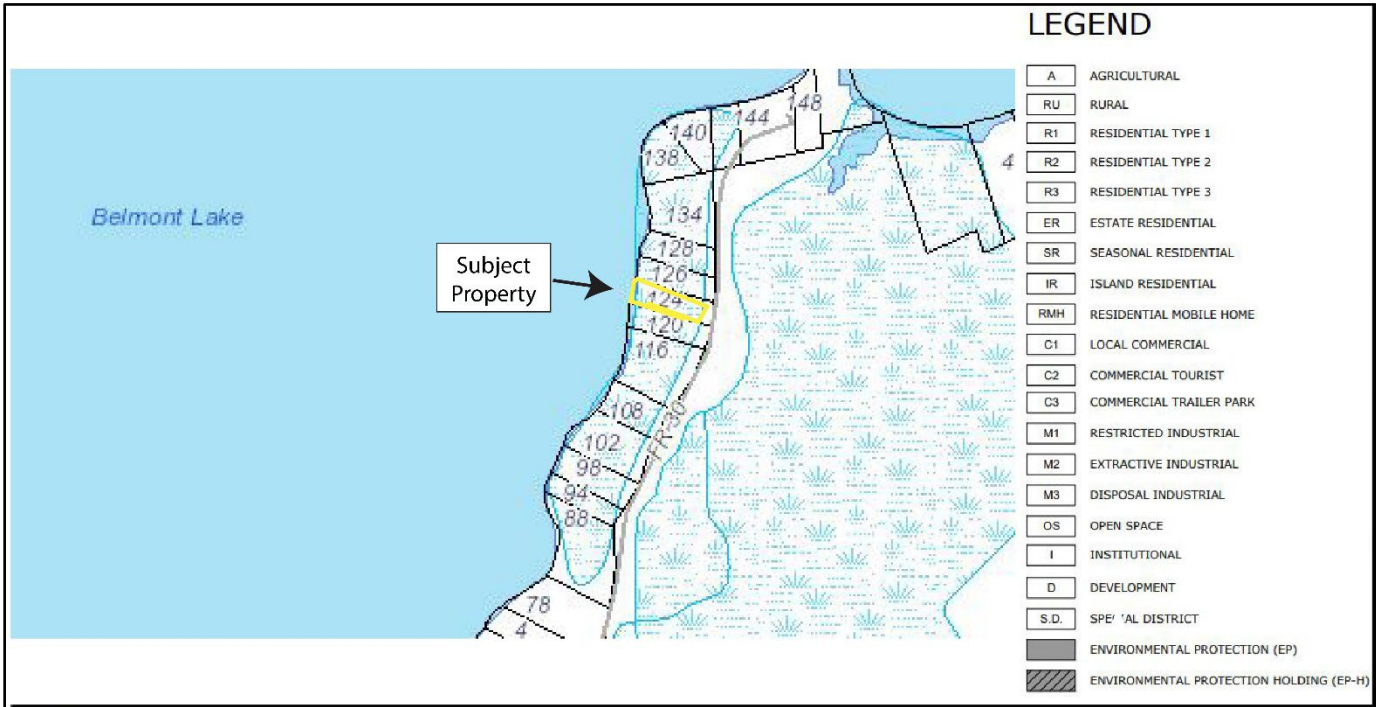 LEGEND
A AGRICULTURAL
RU RURAL
R1 RESIDENTIAL TYPE 1
R2 RESIDENTIAL TYPE 2
R3 RESIDENTIAL TYPE 3
ER ESTATE RESIDENTIAL
SR SEASONAL RESIDENTIAL
IR ISLAND RESIDENTIAL
RMH RESIDENTIAL MOBILE HOME
C1 LOCAL COMMERCIAL
C2 COMMERCIAL TOURIST
C3 COMMERCIAL TRAILER PARK
M1 RESTRICTED INDUSTRIAL
M2 EXTRACTIVE INDUSTRIAL
M3 DISPOSAL INDUSTRIAL
OS OPEN SPACE
I INSTITUTIONAL
D DEVELOPMENT
S.D. DISTRICT
ENVIRONMENTAL PROTECTION (EP)
ENVIRONMENTAL PROTECTION HOLDING (EP-H)
Belmont Lake
Subject
Property
148
144
140
138
4
134
128
126
124
120
116
108
FR-30
102
98
94
88
78
4